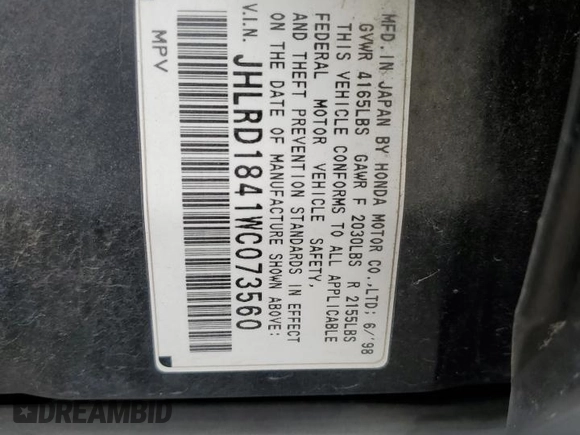 MFD. IN JAPAN BY HONDA MOTOR CO.,LTD; 6/'98
GVWR 4165LBS GAWR F 2030LBS R 2155LBS
THIS VEHICLE CONFORMS TO ALL APPLICABLE
FEDERAL MOTOR VEHICLE SAFETY,
AND THEFT PREVENTION STANDARDS IN EFFECT
ON THE DATE OF MANUFACTURE SHOWN ABOVE:
V.I.N. JHLRD1841WC073560
MPV
DREAMBID